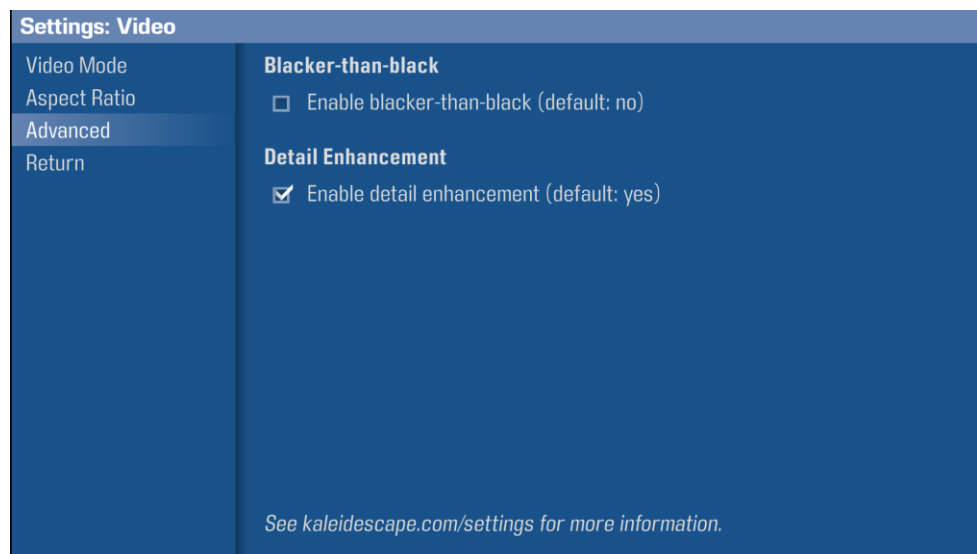 Settings: Video
Video Mode
Aspect Ratio
Advanced
Return
Blacker-than-black
Enable blacker-than-black (default: no)
Detail Enhancement
Enable detail enhancement (default: yes)
See kaleidescape.com/settings for more information.